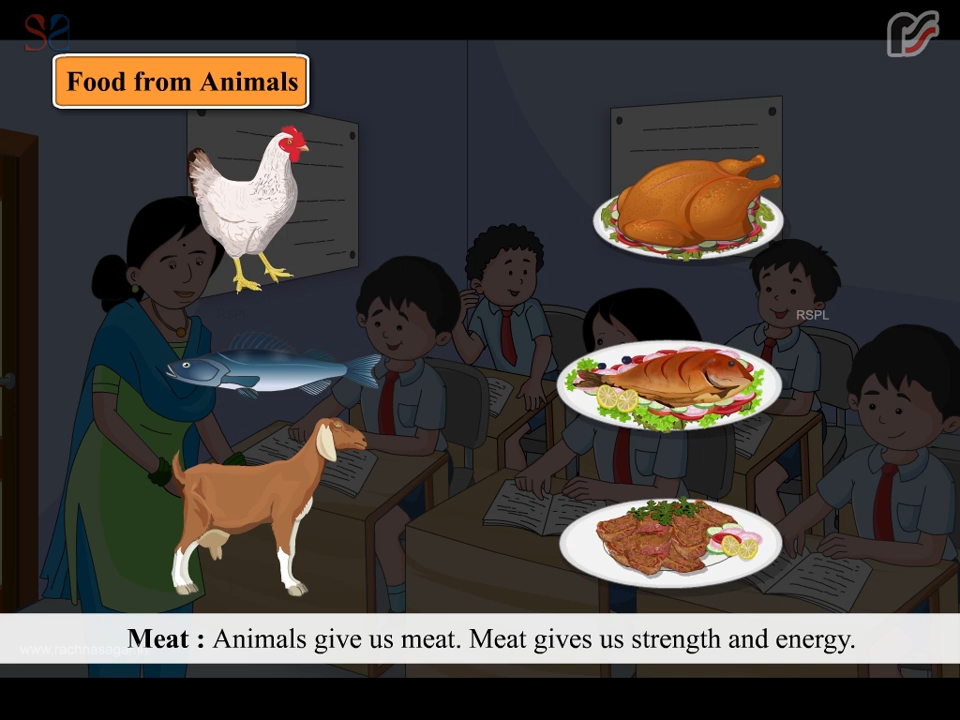 Food from Animals
RSPL
Meat : Animals give us meat. Meat gives us strength and energy.